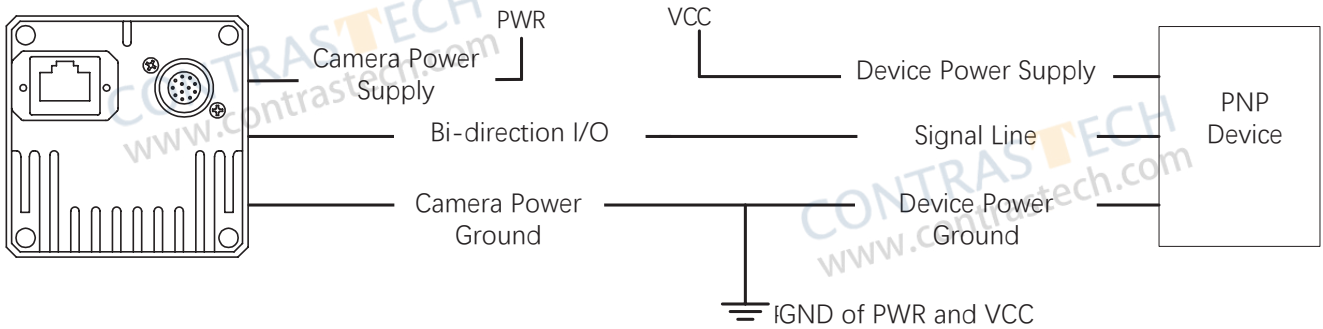 CONTRASTECH
www.contrastech.com
PWR
VCC
Camera Power
Supply
Device Power Supply
PNP
Device
Bi-direction I/O
Signal Line
CONTRASTECH
www.contrastech.com
Camera Power
Ground
Device Power
Ground
GND of PWR and VCC